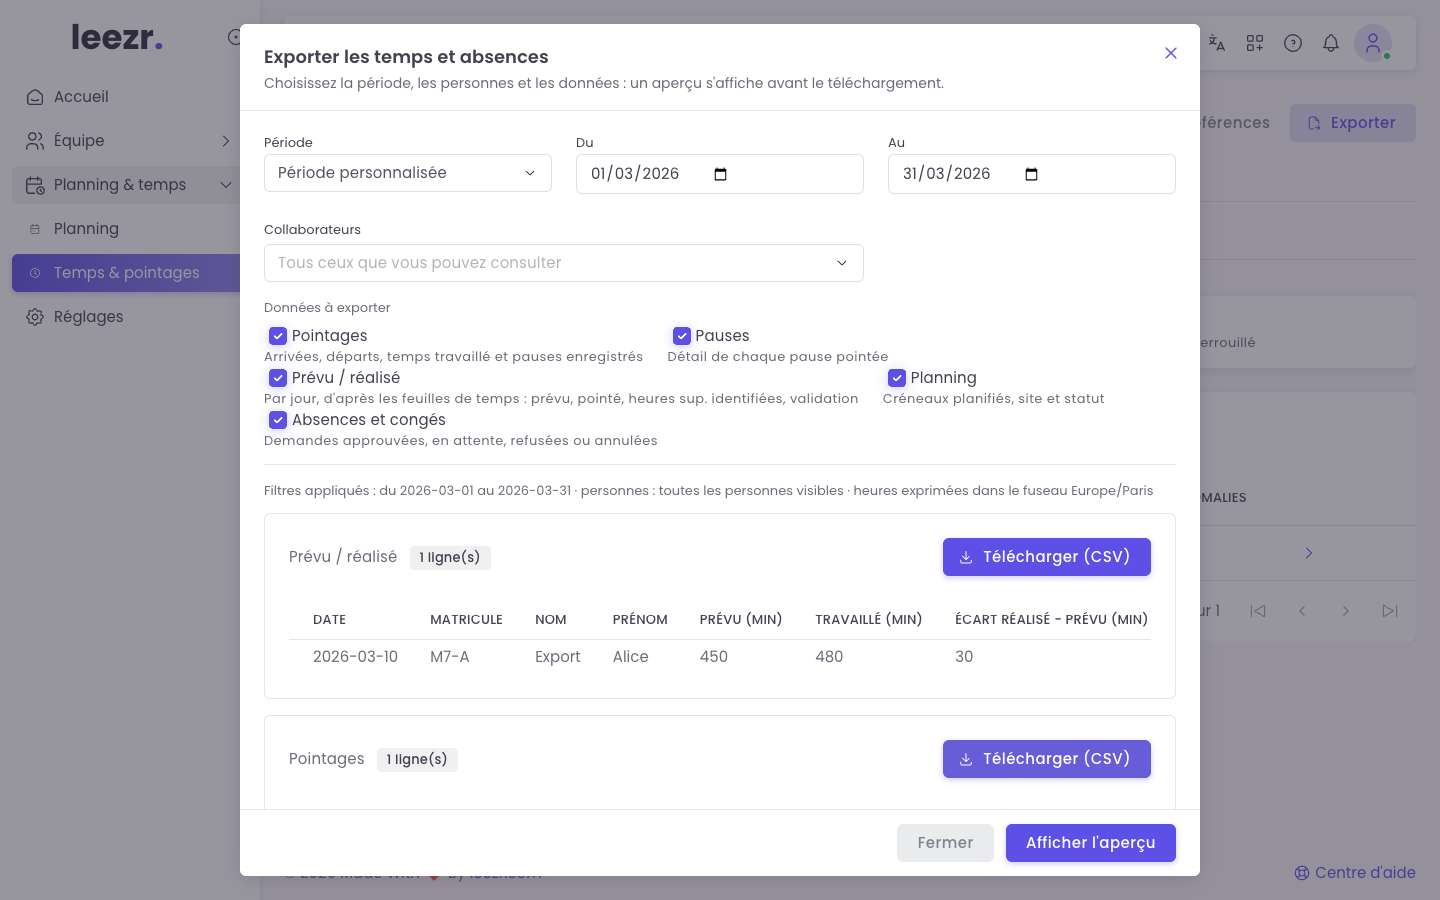 leezr.
Accueil
Équipe
Planning & temps
Planning
Temps & pointages
Réglages
Exporter
Exporter les temps et absences
Choisissez la période, les personnes et les données : un aperçu s'affiche avant le téléchargement.
Période
Du
Au
Période personnalisée
01/03/2026
31/03/2026
Collaborateurs
Tous ceux que vous pouvez consulter
Données à exporter
Pointages
Pauses
Arrivées, départs, temps travaillé et pauses enregistrés
Détail de chaque pause pointée
Prévu / réalisé
Planning
Par jour, d'après les feuilles de temps : prévu, pointé, heures sup. identifiées, validation
Créneaux planifiés, site et statut
Absences et congés
Demandes approuvées, en attente, refusées ou annulées
Filtres appliqués : du 2026-03-01 au 2026-03-31 · personnes : toutes les personnes visibles · heures exprimées dans le fuseau Europe/Paris
Prévu / réalisé 1 ligne(s)
Télécharger (CSV)
DATE MATRICULE NOM PRÉNOM PRÉVU (MIN) TRAVAILLÉ (MIN) ÉCART RÉALISÉ - PRÉVU (MIN)
2026-03-10 M7-A Export Alice 450 480 30
Pointages 1 ligne(s)
Télécharger (CSV)
Fermer
Afficher l'aperçu
Centre d'aide